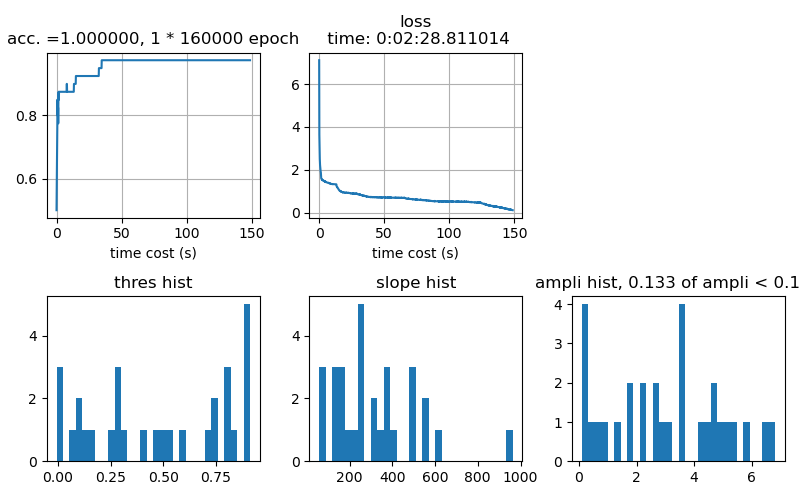 acc. =1.000000, 1 * 160000 epoch
0.8
0.6
0 50 100 150
time cost (s)
loss
time: 0:02:28.811014
6
4
2
0
0 50 100 150
time cost (s)
thres hist
4
2
0
0.00 0.25 0.50 0.75
slope hist
4
2
0
200 400 600 800 1000
ampli hist, 0.133 of ampli < 0.1
4
3
2
1
0
0 2 4 6